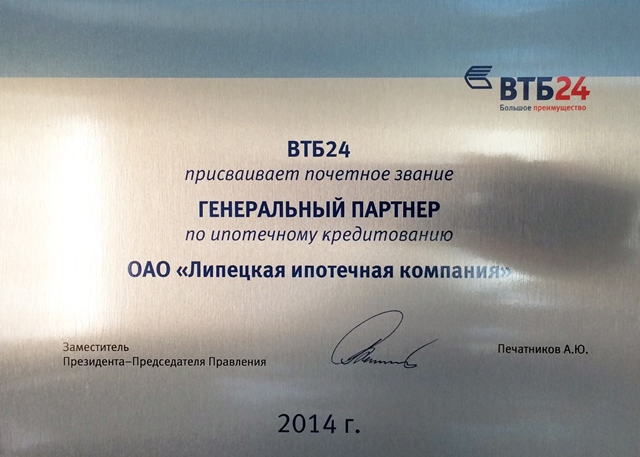 ВТБ24
Большое преимущество
ВТБ24
присваивает почетное звание
ГЕНЕРАЛЬНЫЙ ПАРТНЕР
по ипотечному кредитованию
ОАО «Липецкая ипотечная компания»
Заместитель
Президента–Председателя Правления
Печатников А.Ю.
2014 г.